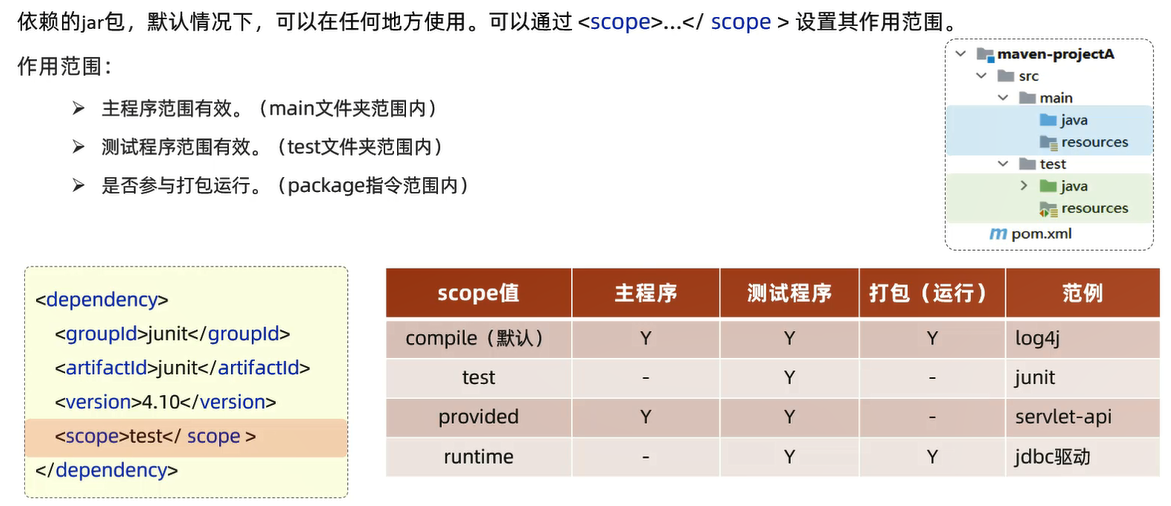 依赖的jar包，默认情况下，可以在任何地方使用。可以通过 <scope>...</ scope > 设置其作用范围。
作用范围：
➢ 主程序范围有效。（main文件夹范围内）
➢ 测试程序范围有效。（test文件夹范围内）
➢ 是否参与打包运行。（package指令范围内）
maven-projectA
src
main
java
resources
test
java
resources
m pom.xml
<dependency>
<groupId>junit</groupId>
<artifactId>junit</artifactId>
<version>4.10</version>
<scope>test</ scope >
</dependency>
scope值 主程序 测试程序 打包（运行） 范例
compile（默认） Y Y Y log4j
test - Y - junit
provided Y Y - servlet-api
runtime - Y Y jdbc驱动